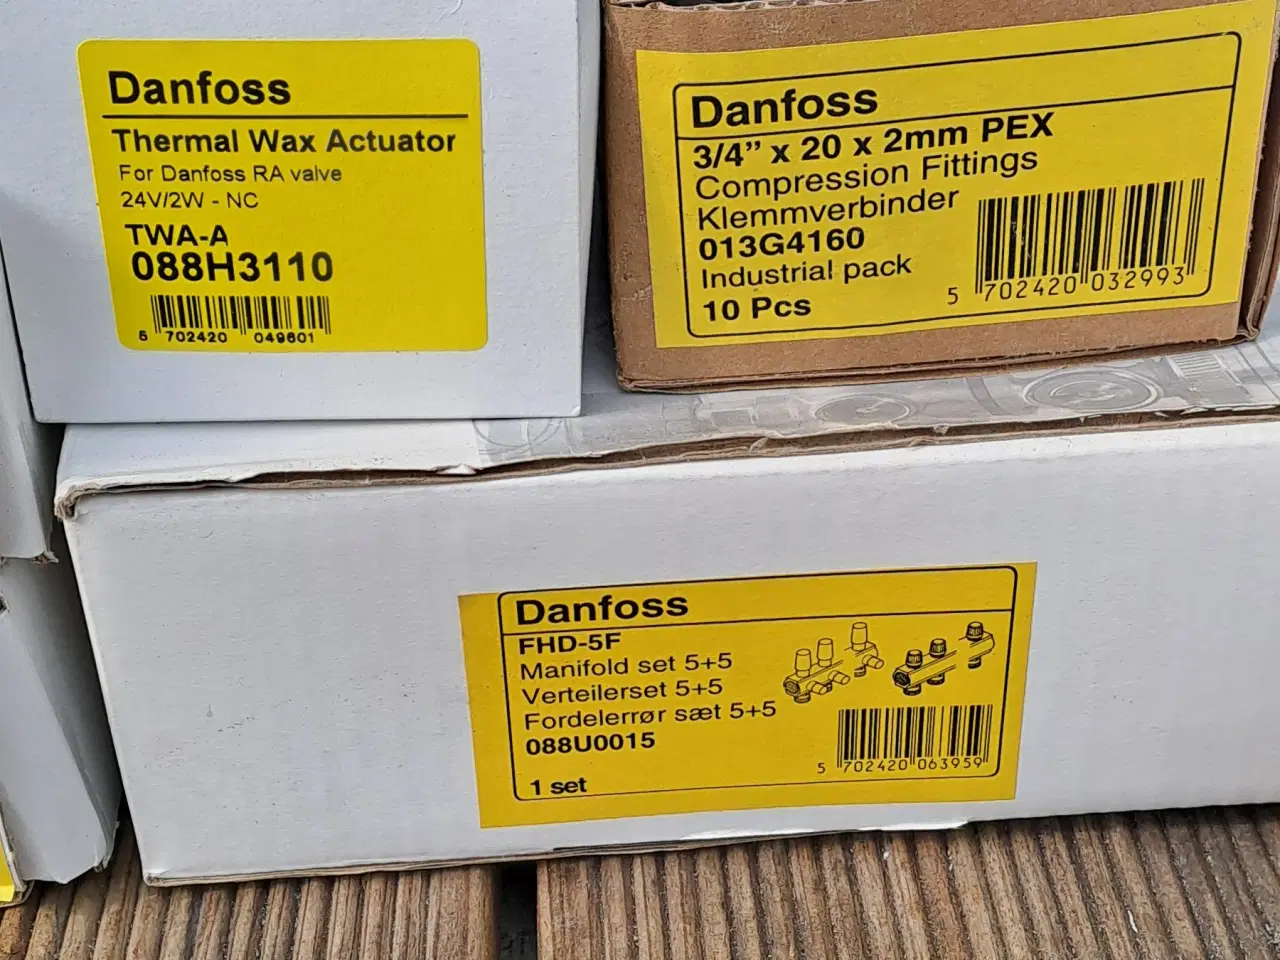 Danfoss
Thermal Wax Actuator
For Danfoss RA valve
24V/2W - NC
TWA-A
088H3110
5 702420 049601
Danfoss
3/4” x 20 x 2mm PEX
Compression Fittings
Klemmverbinder
013G4160
Industrial pack
10 Pcs
5 702420 032993
Danfoss
FHD-5F
Manifold set 5+5
Verteilerset 5+5
Fordelerrør sæt 5+5
088U0015
1 set
5 702420 063959